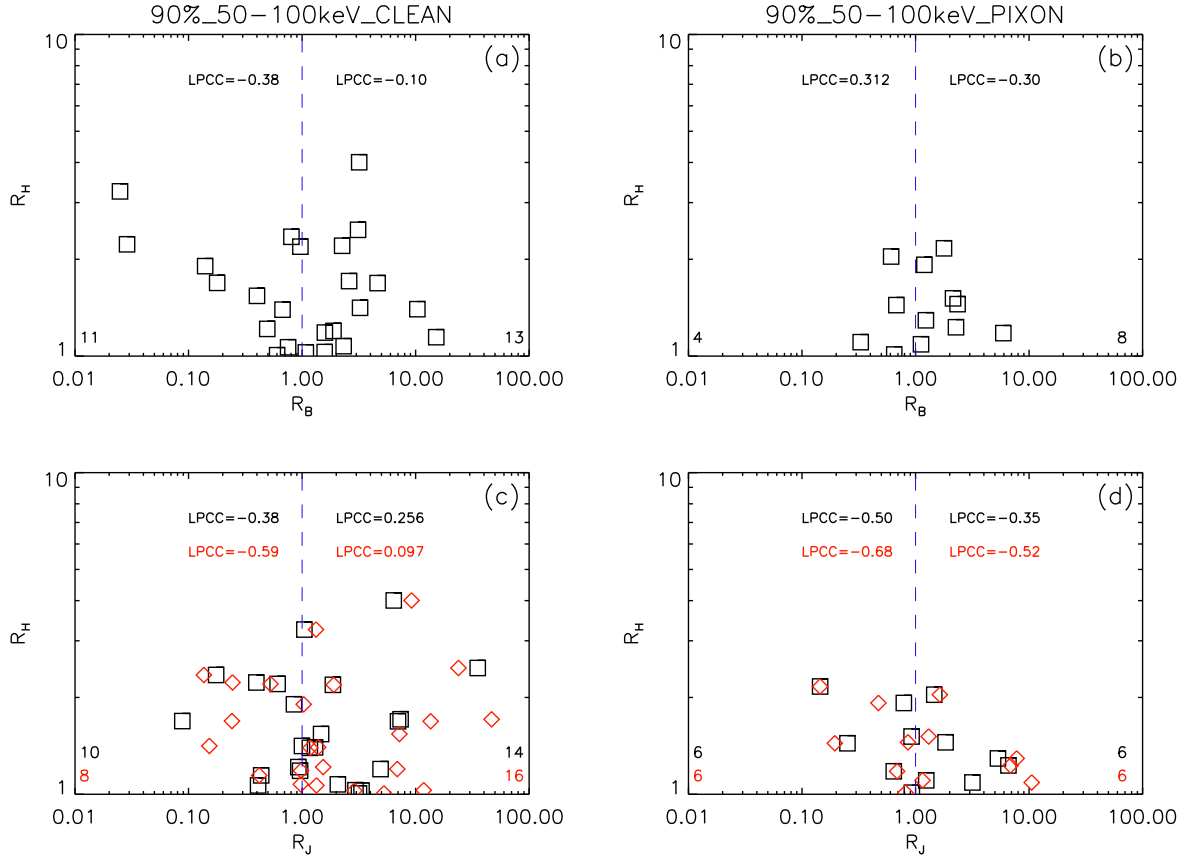 90%_50-100keV_CLEAN
90%_50-100keV_PIXON
10
(a)
LPCC=-0.38
LPCC=-0.10
R_H
11
13
1
0.01
0.10
1.00
10.00
100.00
R_B
10
(b)
LPCC=0.312
LPCC=-0.30
R_H
4
8
1
0.01
0.10
1.00
10.00
100.00
R_B
10
(c)
LPCC=-0.38
LPCC=0.256
LPCC=-0.59
LPCC=0.097
R_H
10
14
8
16
1
0.01
0.10
1.00
10.00
100.00
R_J
10
(d)
LPCC=-0.50
LPCC=-0.35
LPCC=-0.68
LPCC=-0.52
R_H
6
6
6
6
1
0.01
0.10
1.00
10.00
100.00
R_J